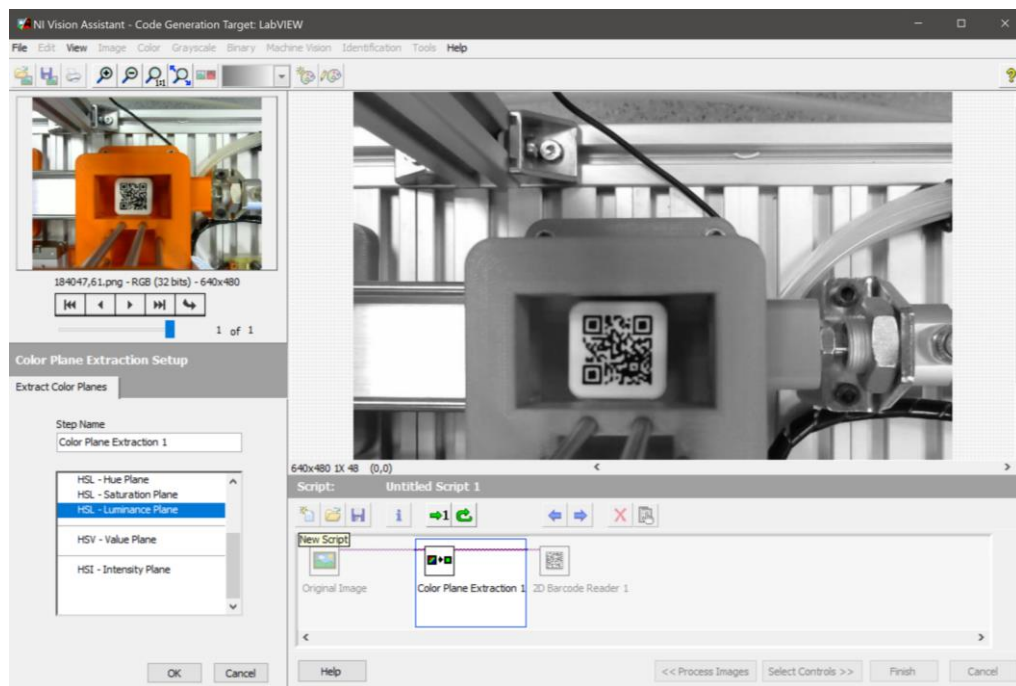 NI Vision Assistant - Code Generation Target: LabVIEW
File Edit View Image Color Grayscale Binary Machine Vision Identification Tools Help
1:1
184047,61.png - RGB (32 bits) - 640x480
1 of 1
Color Plane Extraction Setup
Extract Color Planes
Step Name
Color Plane Extraction 1
HSL - Hue Plane
HSL - Saturation Plane
HSL - Luminance Plane
HSV - Value Plane
HSI - Intensity Plane
OK Cancel
640x480 1X 48 (0,0)
Script: Untitled Script 1
1
New Script
Original Image Color Plane Extraction 1 2D Barcode Reader 1
Help << Process Images Select Controls >> Finish Cancel